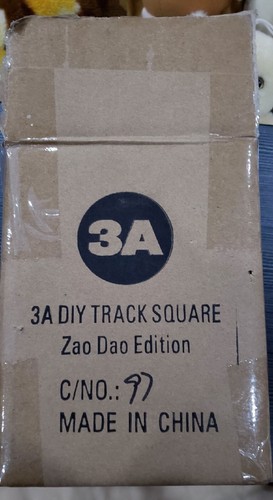 3A
3A DIY TRACK SQUARE
Zao Dao Edition
C/NO.: 97
MADE IN CHINA